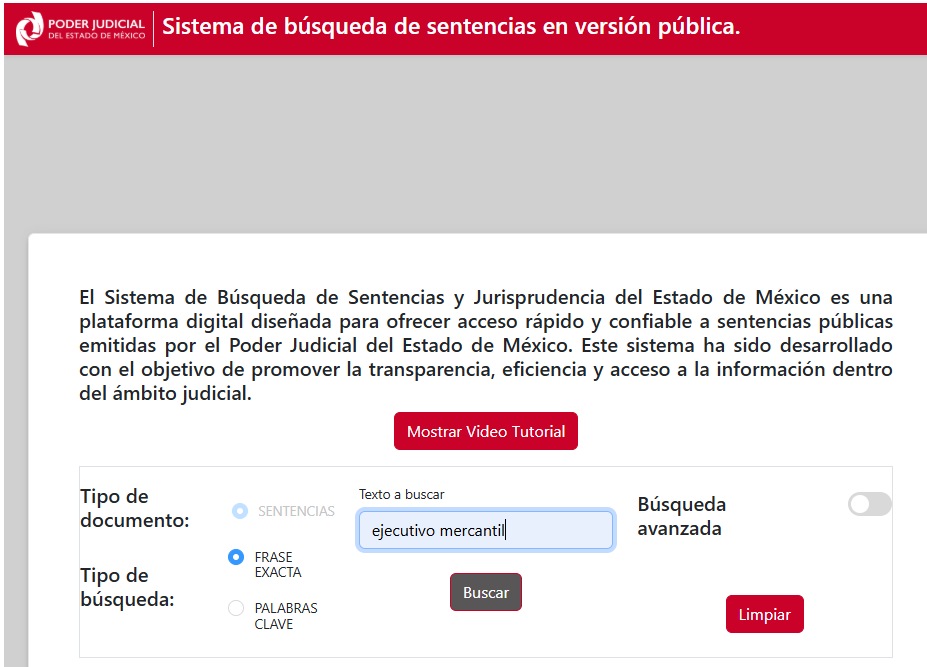 PODER JUDICIAL
DEL ESTADO DE MÉXICO
Sistema de búsqueda de sentencias en versión pública.
El Sistema de Búsqueda de Sentencias y Jurisprudencia del Estado de México es una
plataforma digital diseñada para ofrecer acceso rápido y confiable a sentencias públicas
emitidas por el Poder Judicial del Estado de México. Este sistema ha sido desarrollado
con el objetivo de promover la transparencia, eficiencia y acceso a la información dentro
del ámbito judicial.
Mostrar Video Tutorial
Tipo de
documento:
SENTENCIAS
Tipo de
búsqueda:
FRASE
EXACTA
PALABRAS
CLAVE
Texto a buscar
ejecutivo mercantil
Buscar
Búsqueda
avanzada
Limpiar